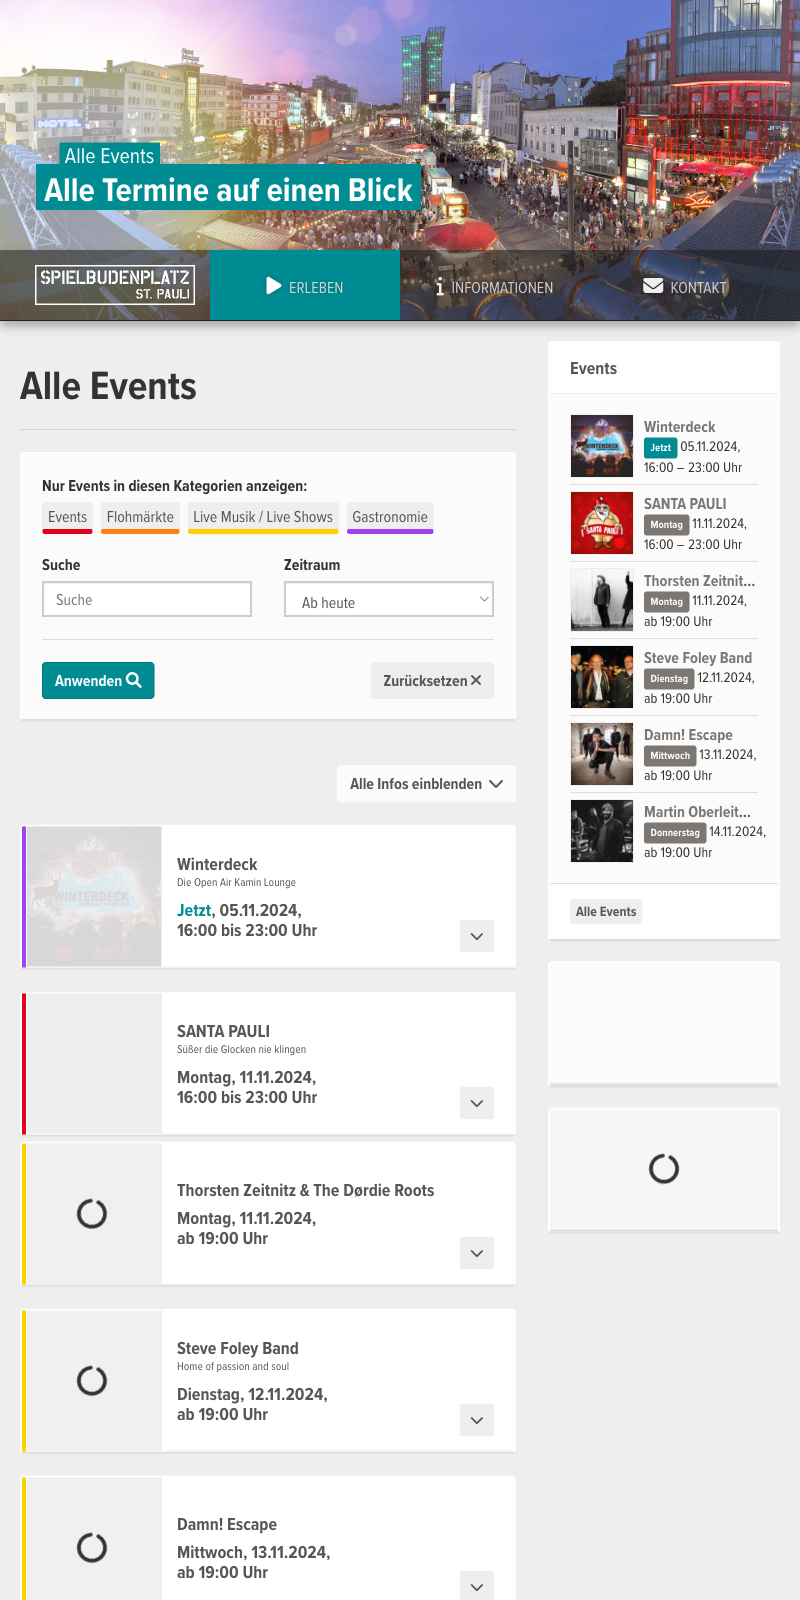 HOTEL
Alle Events
Alle Termine auf einen Blick
SPIELBUDENPLATZ
ST. PAULI
ERLEBEN
INFORMATIONEN
KONTAKT
Alle Events
Nur Events in diesen Kategorien anzeigen:
Events
Flohmärkte
Live Musik / Live Shows
Gastronomie
Suche
Zeitraum
Suche
Ab heute
Anwenden
Zurücksetzen
Alle Infos einblenden
WINTERDECK
Winterdeck
Die Open Air Kamin Lounge
Jetzt, 05.11.2024,
16:00 bis 23:00 Uhr
SANTA PAULI
Süßer die Glocken nie klingen
Montag, 11.11.2024,
16:00 bis 23:00 Uhr
Thorsten Zeitnitz & The Dørdie Roots
Montag, 11.11.2024,
ab 19:00 Uhr
Steve Foley Band
Home of passion and soul
Dienstag, 12.11.2024,
ab 19:00 Uhr
Damn! Escape
Mittwoch, 13.11.2024,
ab 19:00 Uhr
Events
WINTERDECK
Winterdeck
Jetzt 05.11.2024,
16:00 – 23:00 Uhr
SANTA PAULI
SANTA PAULI
Montag 11.11.2024,
16:00 – 23:00 Uhr
Thorsten Zeitnit...
Montag 11.11.2024,
ab 19:00 Uhr
Steve Foley Band
Dienstag 12.11.2024,
ab 19:00 Uhr
Damn! Escape
Mittwoch 13.11.2024,
ab 19:00 Uhr
Martin Oberleit...
Donnerstag 14.11.2024,
ab 19:00 Uhr
Alle Events